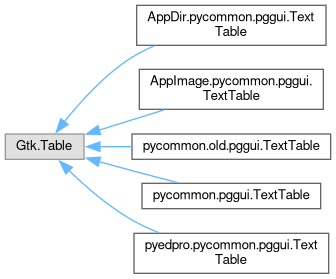 AppDir.pycommon.pggui.Text
Table
AppImage.pycommon.pggui.
TextTable
Gtk.Table
pycommon.old.pggui.TextTable
pycommon.pggui.TextTable
pyedpro.pycommon.pggui.Text
Table